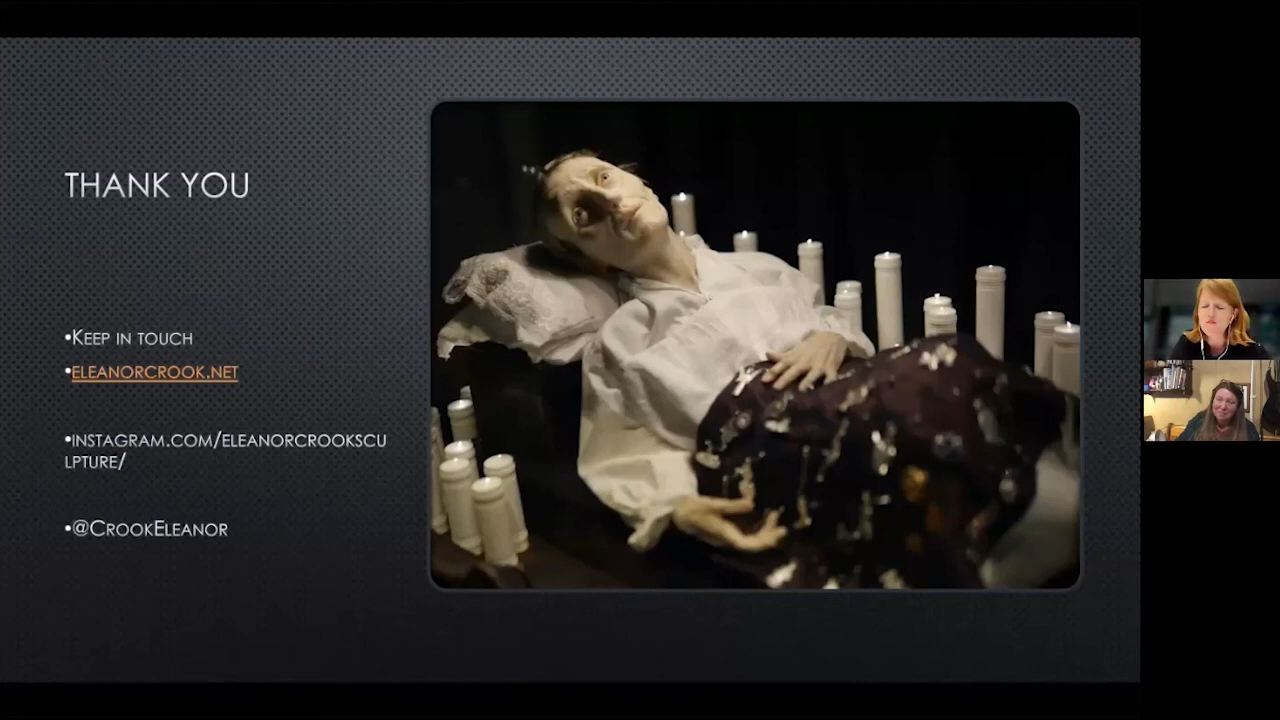 THANK YOU
•KEEP IN TOUCH
•ELEANORCROOK.NET
•INSTAGRAM.COM/ELEANORCROOKSCU
LPTURE/
•@CROOKELEANOR